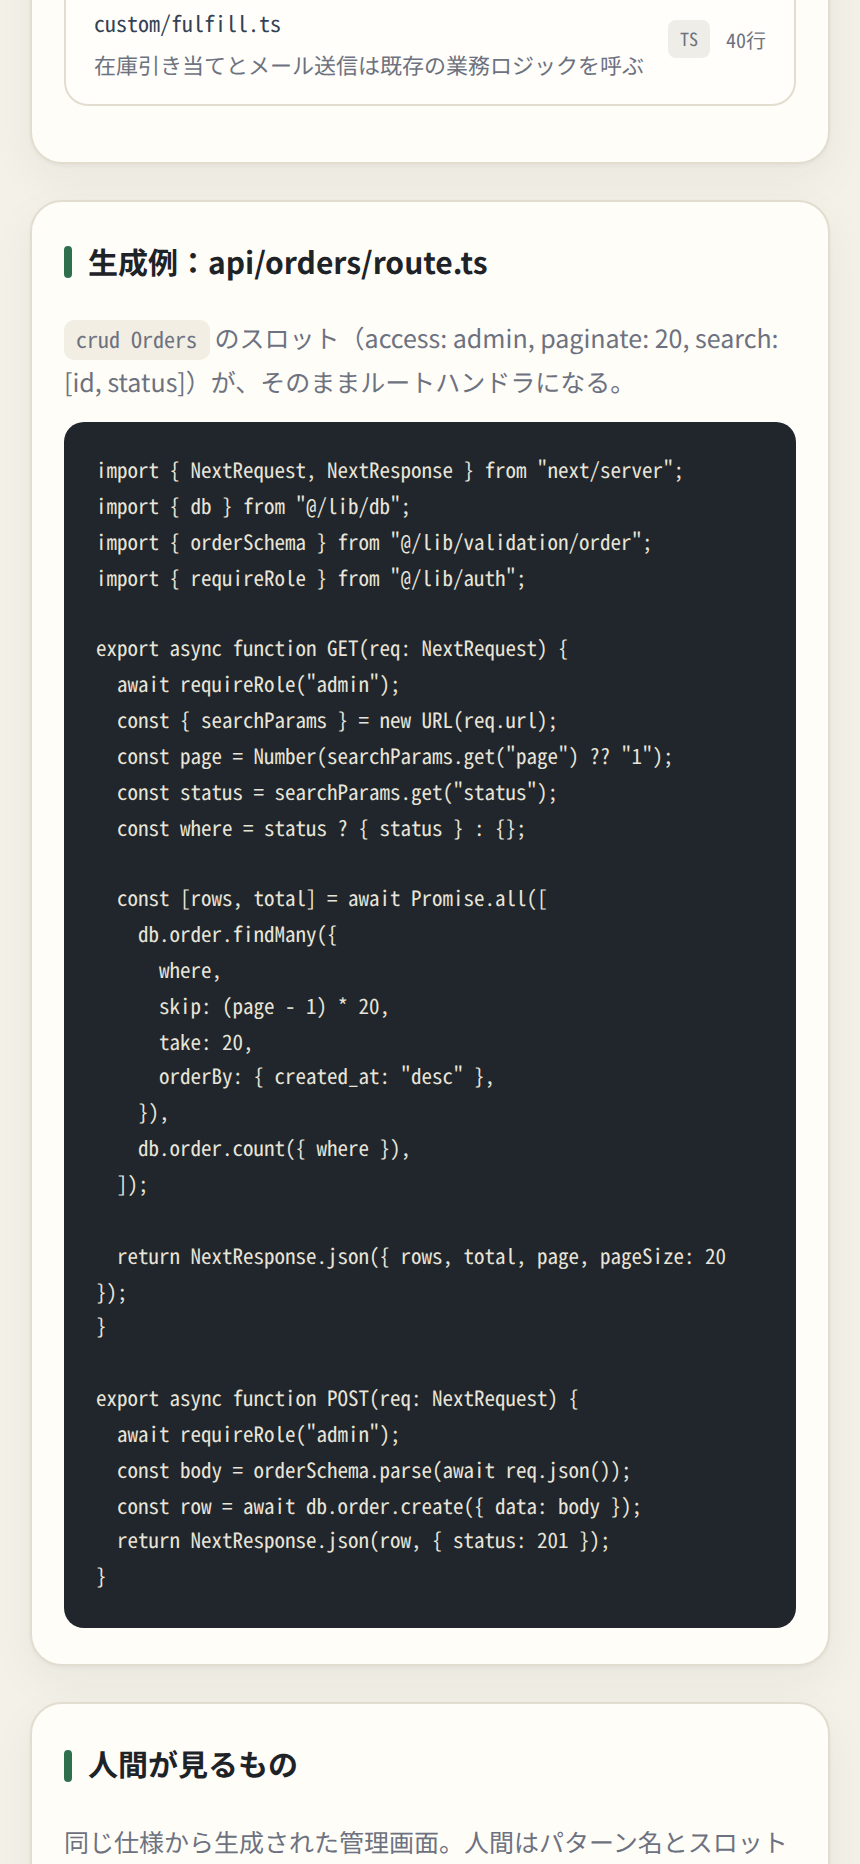 custom/fulfill.ts
在庫引き当てとメール送信は既存の業務ロジックを呼ぶ
TS 40行
生成例：api/orders/route.ts
crud Orders のスロット（access: admin, paginate: 20, search:
[id, status]）が、そのままルートハンドラになる。
import { NextRequest, NextResponse } from "next/server";
import { db } from "@/lib/db";
import { orderSchema } from "@/lib/validation/order";
import { requireRole } from "@/lib/auth";

export async function GET(req: NextRequest) {
  await requireRole("admin");
  const { searchParams } = new URL(req.url);
  const page = Number(searchParams.get("page") ?? "1");
  const status = searchParams.get("status");
  const where = status ? { status } : {};

  const [rows, total] = await Promise.all([
    db.order.findMany({
      where,
      skip: (page - 1) * 20,
      take: 20,
      orderBy: { created_at: "desc" },
    }),
    db.order.count({ where }),
  ]);

  return NextResponse.json({ rows, total, page, pageSize: 20
});
}

export async function POST(req: NextRequest) {
  await requireRole("admin");
  const body = orderSchema.parse(await req.json());
  const row = await db.order.create({ data: body });
  return NextResponse.json(row, { status: 201 });
}
人間が見るもの
同じ仕様から生成された管理画面。人間はパターン名とスロット